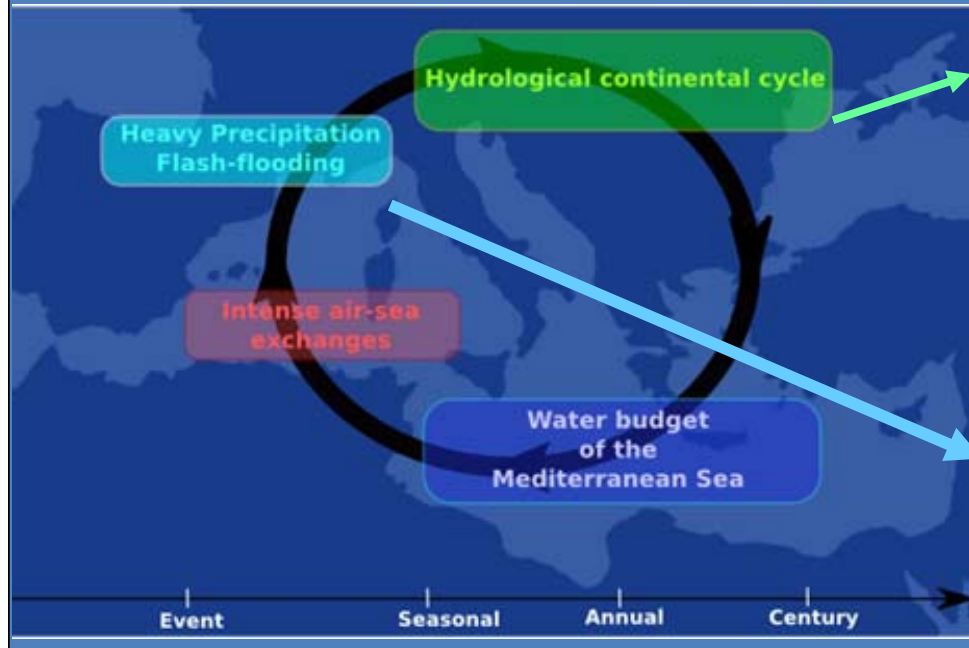 Hydrological continental cycle
Heavy Precipitation
Flash-flooding
Intense air-sea
exchanges
Water budget
of the
Mediterranean Sea
Event
Seasonal
Annual
Century